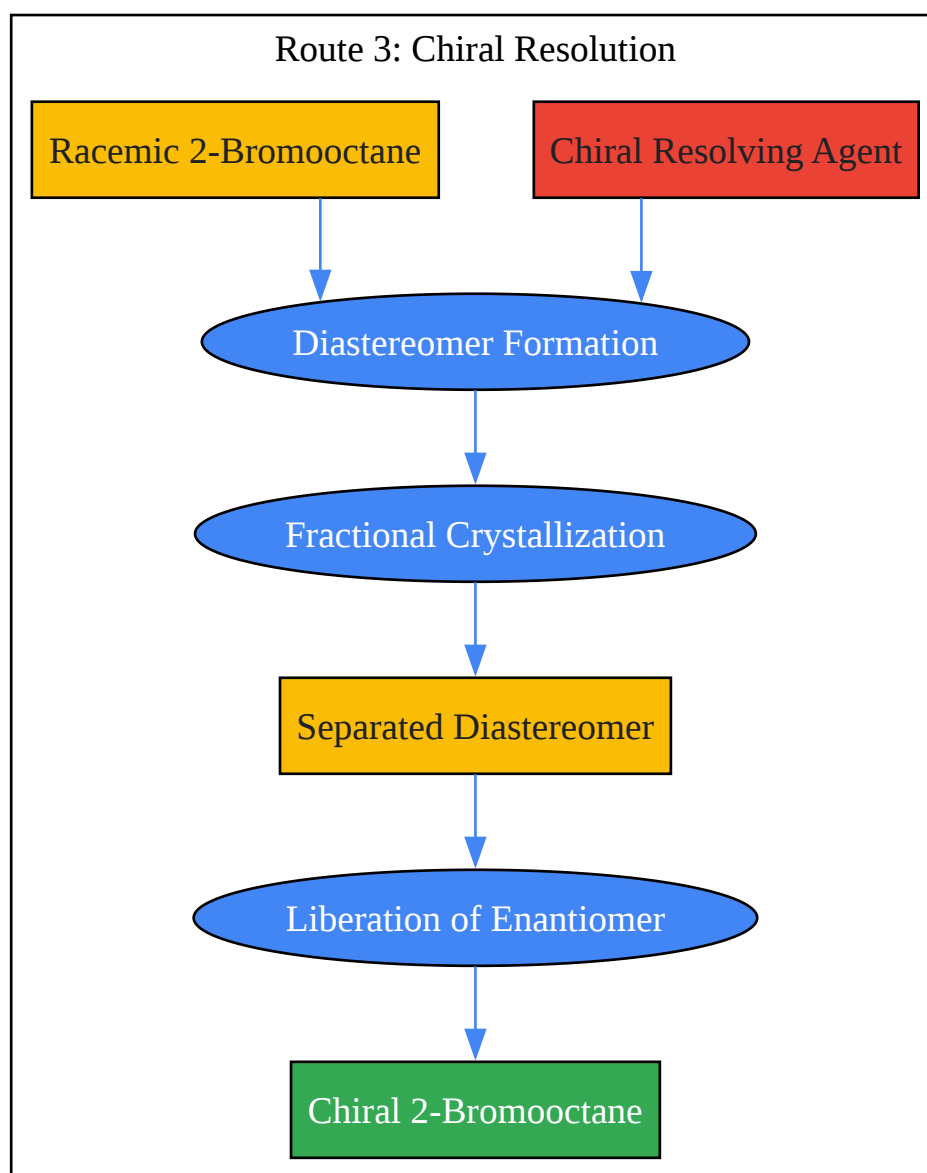 Route 3: Chiral Resolution
Racemic 2-Bromooctane
Chiral Resolving Agent
Diastereomer Formation
Fractional Crystallization
Separated Diastereomer
Liberation of Enantiomer
Chiral 2-Bromooctane